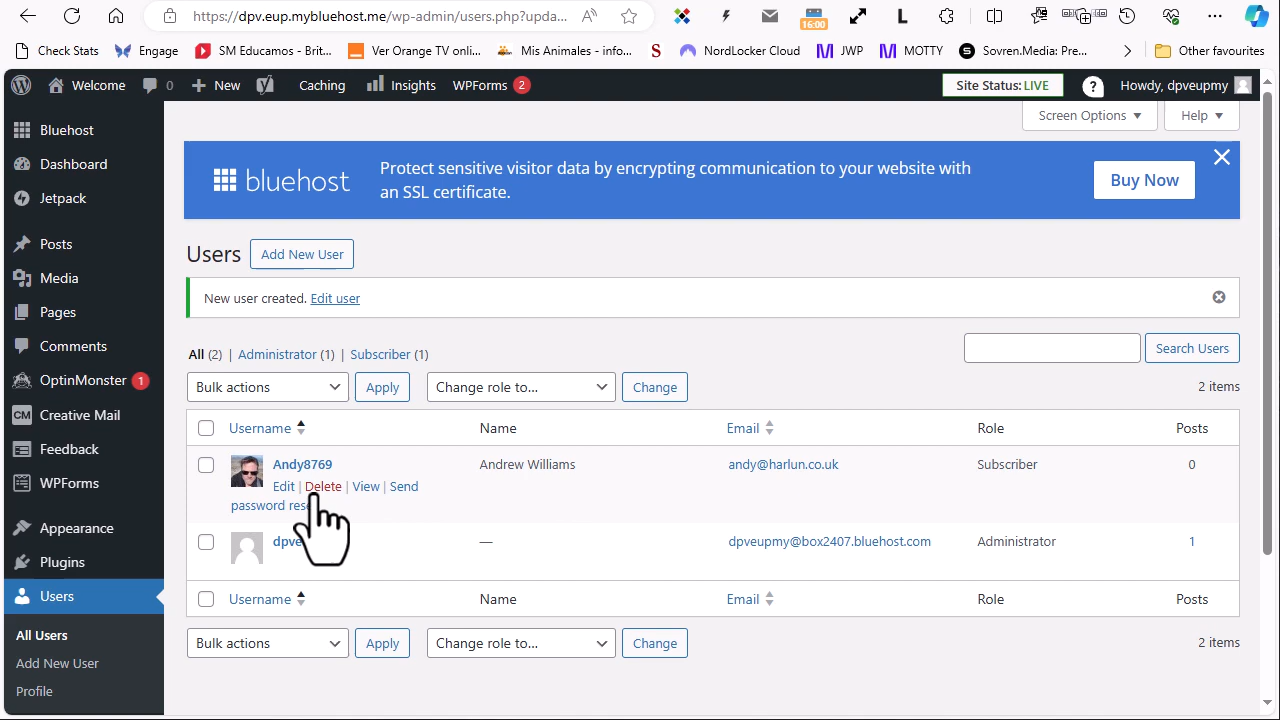 https://dpv.eup.mybluehost.me/wp-admin/users.php?upda...
16:00
Check Stats
Engage
SM Educamos - Brit...
Ver Orange TV onlin...
Mis Animales - infor...
S
NordLocker Cloud
JWP
MOTTY
Sovren.Media Pre...
Other favourites
Welcome
0
New
Caching
Insights
WPForms 2
Site Status: LIVE
?
Howdy, dpveupmy
Bluehost
Dashboard
Jetpack
Posts
Media
Pages
Comments
OptinMonster 1
CM Creative Mail
Feedback
WPForms
Appearance
Plugins
Users
All Users
Add New User
Profile
Screen Options
Help
bluehost
Protect sensitive visitor data by encrypting communication to your website with
an SSL certificate.
Buy Now
Users
Add New User
New user created. Edit user
All (2) | Administrator (1) | Subscriber (1)
Search Users
Bulk actions
Apply
Change role to...
Change
2 items
Username
Name
Email
Role
Posts
Andy8769
Andrew Williams
andy@harlun.co.uk
Subscriber
0
Edit | Delete | View | Send
password
dpve
—
dpveupmy@box2407.bluehost.com
Administrator
1
Username
Name
Email
Role
Posts
Bulk actions
Apply
Change role to...
Change
2 items